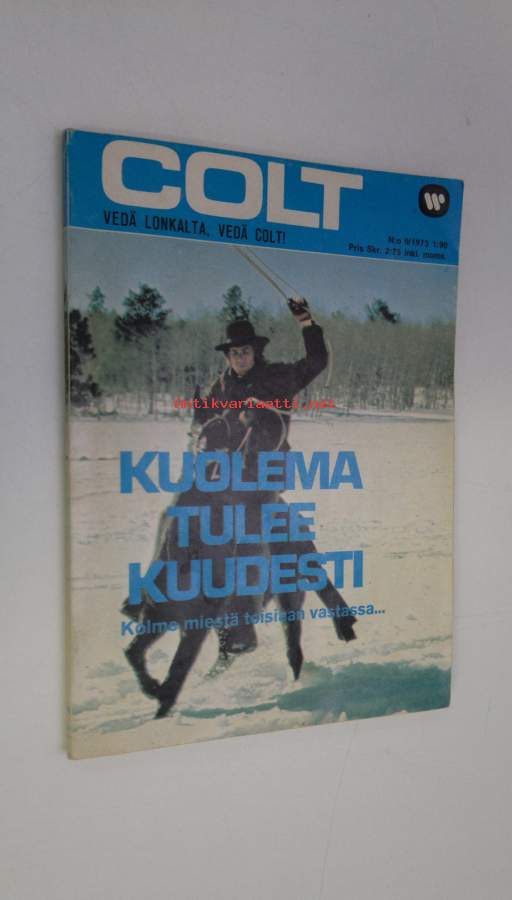 COLT
VEDÄ LONKALTA, VEDÄ COLT!
N:o 9/1973 1:90
Pris Skr. 2:75 inkl. moms.
antikvariaatti.net
KUOLEMA
TULEE
KUUDESTI
Kolme miestä toisiaan vastassa...